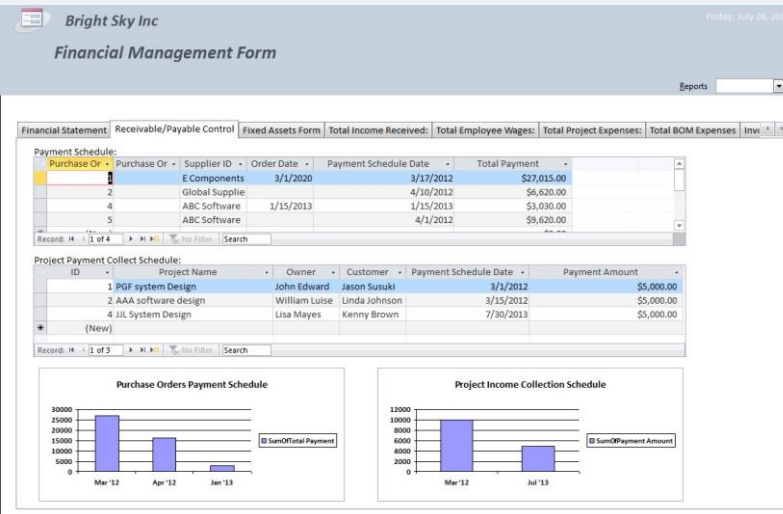 Bright Sky Inc
Friday, July 26, 201
Financial Management Form
Reports
Financial Statement Receivable/Payable Control Fixed Assets Form Total Income Received: Total Employee Wages: Total Project Expenses: Total BOM Expenses
Payment Schedule:
Purchase Or Purchase Or Supplier ID Order Date Payment Schedule Date Total Payment
1 E Components 3/1/2020 3/17/2012 $27,015.00
2 Global Supplie 4/10/2012 $6,620.00
4 ABC Software 1/15/2013 1/15/2013 $3,030.00
5 ABC Software 4/1/2012 $9,620.00
Record: 1 of 4 No Filter Search
Project Payment Collect Schedule:
ID Project Name Owner Customer Payment Schedule Date Payment Amount
1 PGF system Design John Edward Jason Susuki 3/1/2012 $5,000.00
2 AAA software design William Luise Linda Johnson 3/15/2012 $5,000.00
4 JJL System Design Lisa Mayes Kenny Brown 7/30/2013 $5,000.00
* (New)
Record: 1 of 3 No Filter Search
Purchase Orders Payment Schedule
30000
25000
20000
15000
10000
5000
0
Mar '12 Apr '12 Jan '13
SumOfTotal Payment
Project Income Collection Schedule
12000
10000
8000
6000
4000
2000
0
Mar '12 Jul '13
SumOfPayment Amount